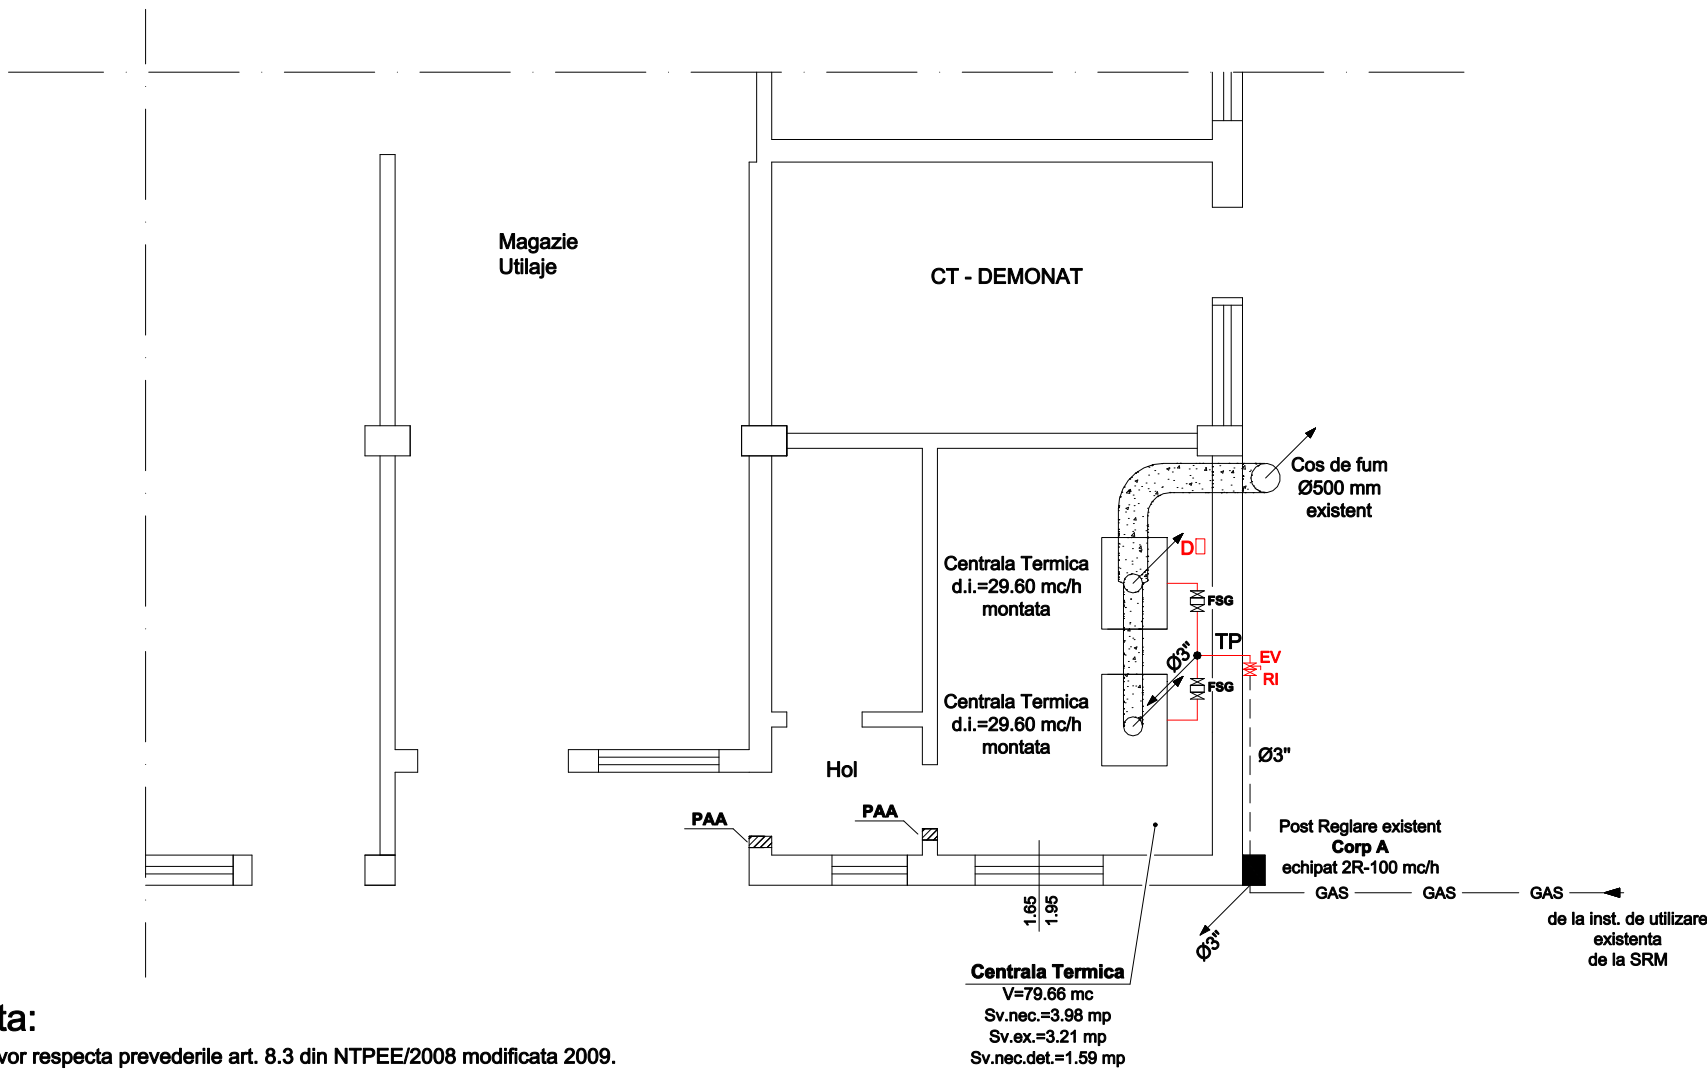 Magazie
Utilaje
CT - DEMONAT
Cos de fum
Ø500 mm
existent
D
Centrala Termica
d.i.=29.60 mc/h
montata
FSG
TP
Ø3"
EV
RI
FSG
Centrala Termica
d.i.=29.60 mc/h
montata
Ø3"
Hol
PAA
PAA
Post Reglare existent
Corp A
echipat 2R-100 mc/h
GAS
GAS
GAS
1.65
1.95
Ø3"
de la inst. de utilizare
existenta
de la SRM
Centrala Termica
V=79.66 mc
Sv.nec.=3.98 mp
Sv.ex.=3.21 mp
Sv.nec.det.=1.59 mp
ta:
vor respecta prevederile art. 8.3 din NTPEE/2008 modificata 2009.